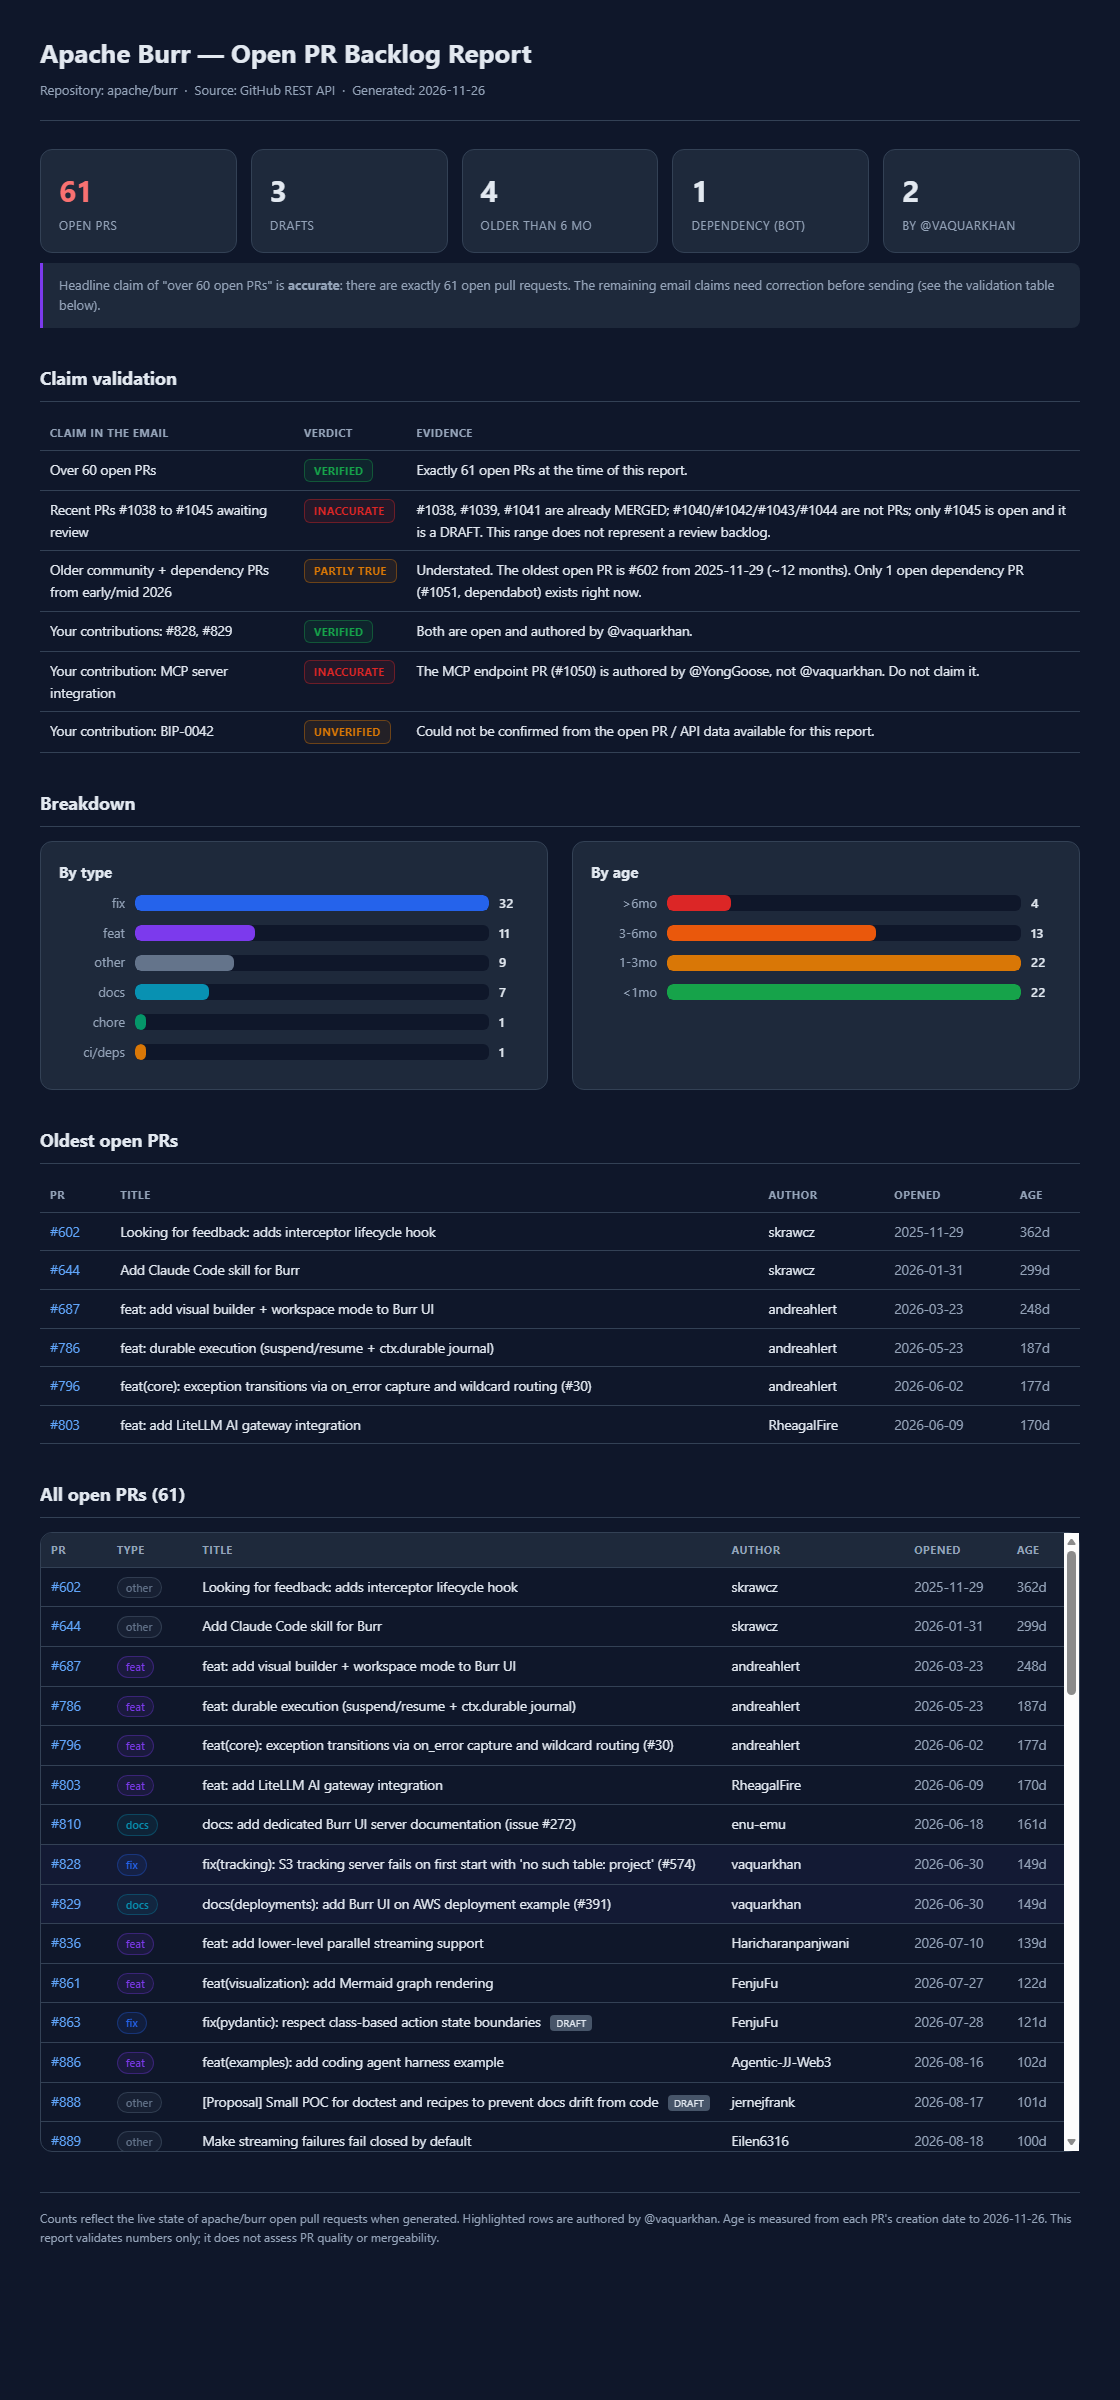 Apache Burr — Open PR Backlog Report
Repository: apache/burr · Source: GitHub REST API · Generated: 2026-11-26
61
OPEN PRS
3
DRAFTS
4
OLDER THAN 6 MO
1
DEPENDENCY (BOT)
2
BY @VAQUARKHAN
Headline claim of "over 60 open PRs" is accurate: there are exactly 61 open pull requests. The remaining email claims need correction before sending (see the validation table
below).
Claim validation
CLAIM IN THE EMAIL VERDICT EVIDENCE
Over 60 open PRs VERIFIED Exactly 61 open PRs at the time of this report.
Recent PRs #1038 to #1045 awaiting
review
INACCURATE
#1038, #1039, #1041 are already MERGED; #1040/#1042/#1043/#1044 are not PRs; only #1045 is open and it
is a DRAFT. This range does not represent a review backlog.
Older community + dependency PRs
from early/mid 2026
PARTLY TRUE
Understated. The oldest open PR is #602 from 2025-11-29 (~12 months). Only 1 open dependency PR
(#1051, dependabot) exists right now.
Your contributions: #828, #829 VERIFIED Both are open and authored by @vaquarkhan.
Your contribution: MCP server
integration
INACCURATE
The MCP endpoint PR (#1050) is authored by @YongGoose, not @vaquarkhan. Do not claim it.
Your contribution: BIP-0042 UNVERIFIED Could not be confirmed from the open PR / API data available for this report.
Breakdown
By type
fix 32
feat 11
other 9
docs 7
chore 1
ci/deps 1
By age
>6mo 4
3-6mo 13
1-3mo 22
<1mo 22
Oldest open PRs
PR TITLE AUTHOR OPENED AGE
#602 Looking for feedback: adds interceptor lifecycle hook skrawcz 2025-11-29 362d
#644 Add Claude Code skill for Burr skrawcz 2026-01-31 299d
#687 feat: add visual builder + workspace mode to Burr UI andreahlert 2026-03-23 248d
#786 feat: durable execution (suspend/resume + ctx.durable journal) andreahlert 2026-05-23 187d
#796 feat(core): exception transitions via on_error capture and wildcard routing (#30) andreahlert 2026-06-02 177d
#803 feat: add LiteLLM AI gateway integration RheagalFire 2026-06-09 170d
All open PRs (61)
PR TYPE TITLE AUTHOR OPENED AGE
#602 other Looking for feedback: adds interceptor lifecycle hook skrawcz 2025-11-29 362d
#644 other Add Claude Code skill for Burr skrawcz 2026-01-31 299d
#687 feat feat: add visual builder + workspace mode to Burr UI andreahlert 2026-03-23 248d
#786 feat feat: durable execution (suspend/resume + ctx.durable journal) andreahlert 2026-05-23 187d
#796 feat feat(core): exception transitions via on_error capture and wildcard routing (#30) andreahlert 2026-06-02 177d
#803 feat feat: add LiteLLM AI gateway integration RheagalFire 2026-06-09 170d
#810 docs docs: add dedicated Burr UI server documentation (issue #272) enu-emu 2026-06-18 161d
#828 fix fix(tracking): S3 tracking server fails on first start with 'no such table: project' (#574) vaquarkhan 2026-06-30 149d
#829 docs docs(deployments): add Burr UI on AWS deployment example (#391) vaquarkhan 2026-06-30 149d
#836 feat feat: add lower-level parallel streaming support Haricharanpanjwani 2026-07-10 139d
#861 feat feat(visualization): add Mermaid graph rendering FenjuFu 2026-07-27 122d
#863 fix fix(pydantic): respect class-based action state boundaries DRAFT FenjuFu 2026-07-28 121d
#886 feat feat(examples): add coding agent harness example Agentic-JJ-Web3 2026-08-16 102d
#888 other [Proposal] Small POC for doctest and recipes to prevent docs drift from code DRAFT jernejfrank 2026-08-17 101d
#889 other Make streaming failures fail closed by default Eilen6316 2026-08-18 100d
Counts reflect the live state of apache/burr open pull requests when generated. Highlighted rows are authored by @vaquarkhan. Age is measured from each PR's creation date to 2026-11-26. This
report validates numbers only; it does not assess PR quality or mergeability.